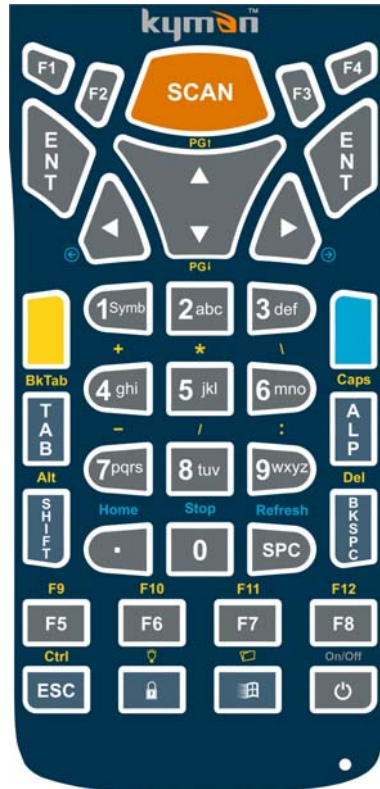 kyman™
F1 F2 SCAN F3 F4
ENT ENT
PG↑
▲
◄ ►
▼
PG↓
1Symb 2abc 3def
+ * \
BkTab Caps
4ghi 5jkl 6mno
TAB ALP
- / :
7pqrs 8tuv 9wxyz
Alt Del
SHIFT BKSPC
Home Stop Refresh
. 0 SPC
F9 F10 F11 F12
F5 F6 F7 F8
Ctrl On/Off
ESC